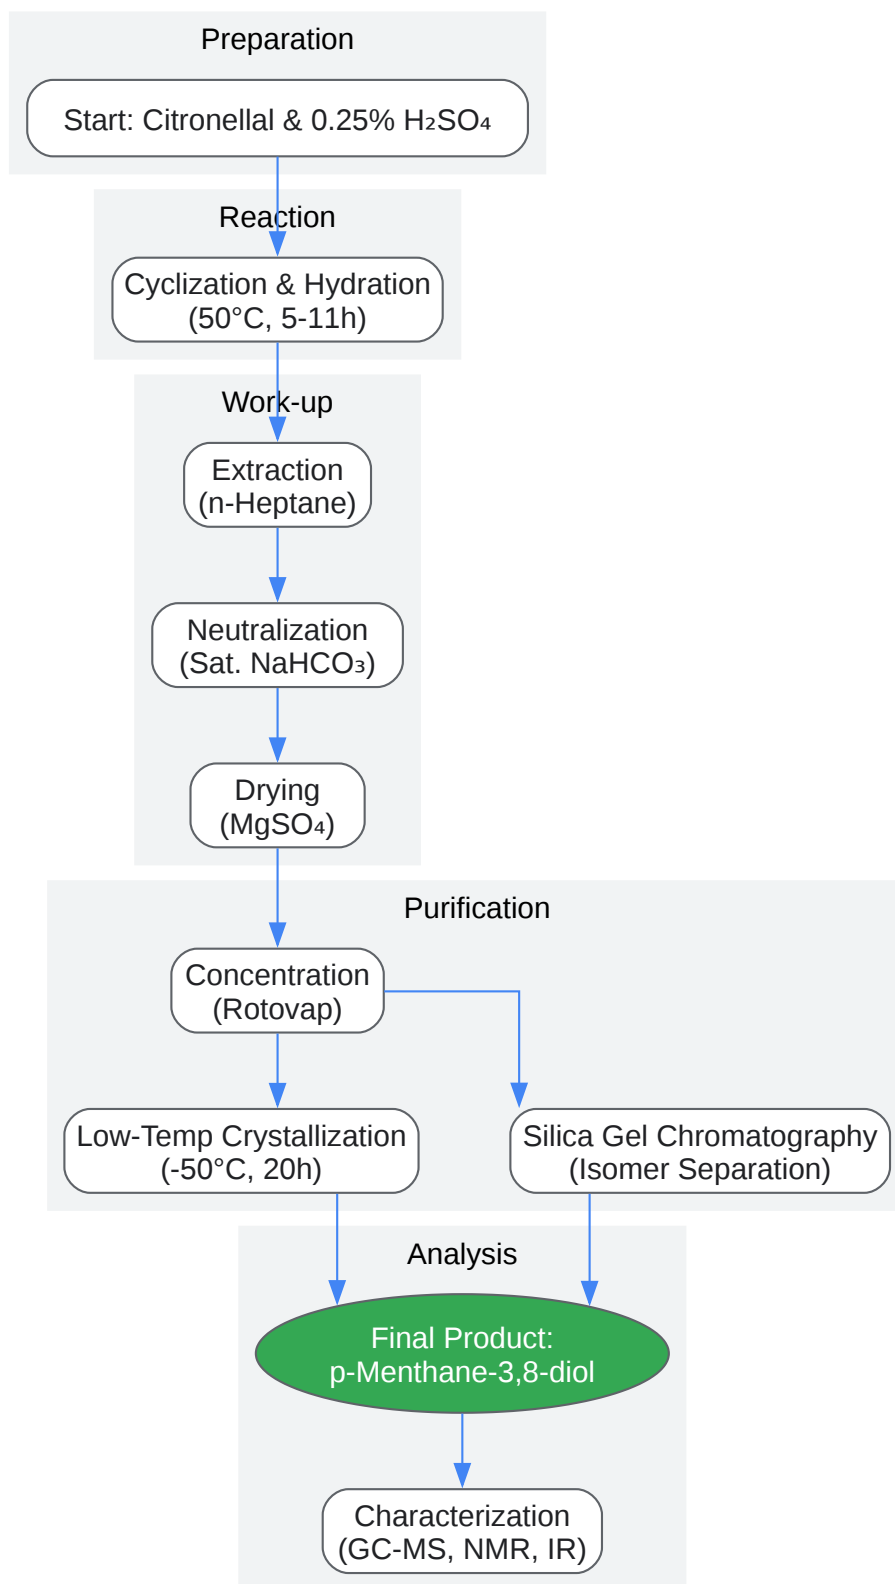 Preparation
Start: Citronellal & 0.25% H₂SO₄
Reaction
Cyclization & Hydration
(50°C, 5-11h)
Work-up
Extraction
(n-Heptane)
Neutralization
(Sat. NaHCO₃)
Drying
(MgSO₄)
Purification
Concentration
(Rotovap)
Low-Temp Crystallization
(-50°C, 20h)
Silica Gel Chromatography
(Isomer Separation)
Analysis
Final Product:
p-Menthane-3,8-diol
Characterization
(GC-MS, NMR, IR)